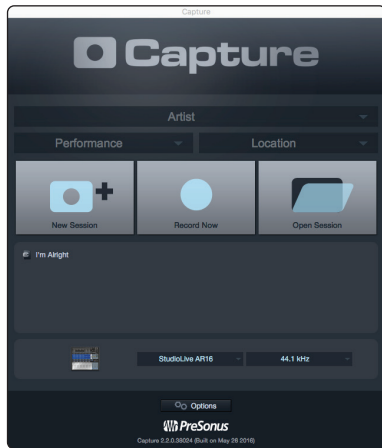 Capture
Capture
Artist
Performance Location
New Session Record Now Open Session
I'm Alright
StudioLive AR16 44.1 kHz
Options
PreSonus
Capture 2.2.0.38024 (Built on May 26 2016)